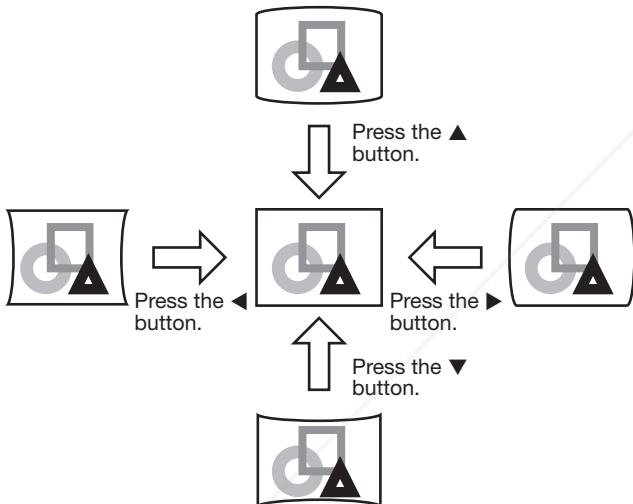 Press the ▲
button.
Press the ◀
button.
Press the ▶
button.
Press the ▼
button.